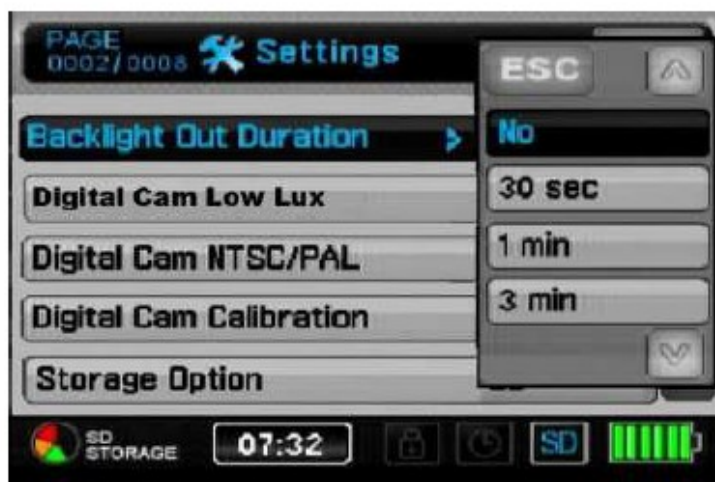 PAGE
0002/0008 Settings
ESC
Backlight Out Duration
No
Digital Cam Low Lux
30 sec
Digital Cam NTSC/PAL
1 min
Digital Cam Calibration
3 min
Storage Option
SD
STORAGE
07:32
SD